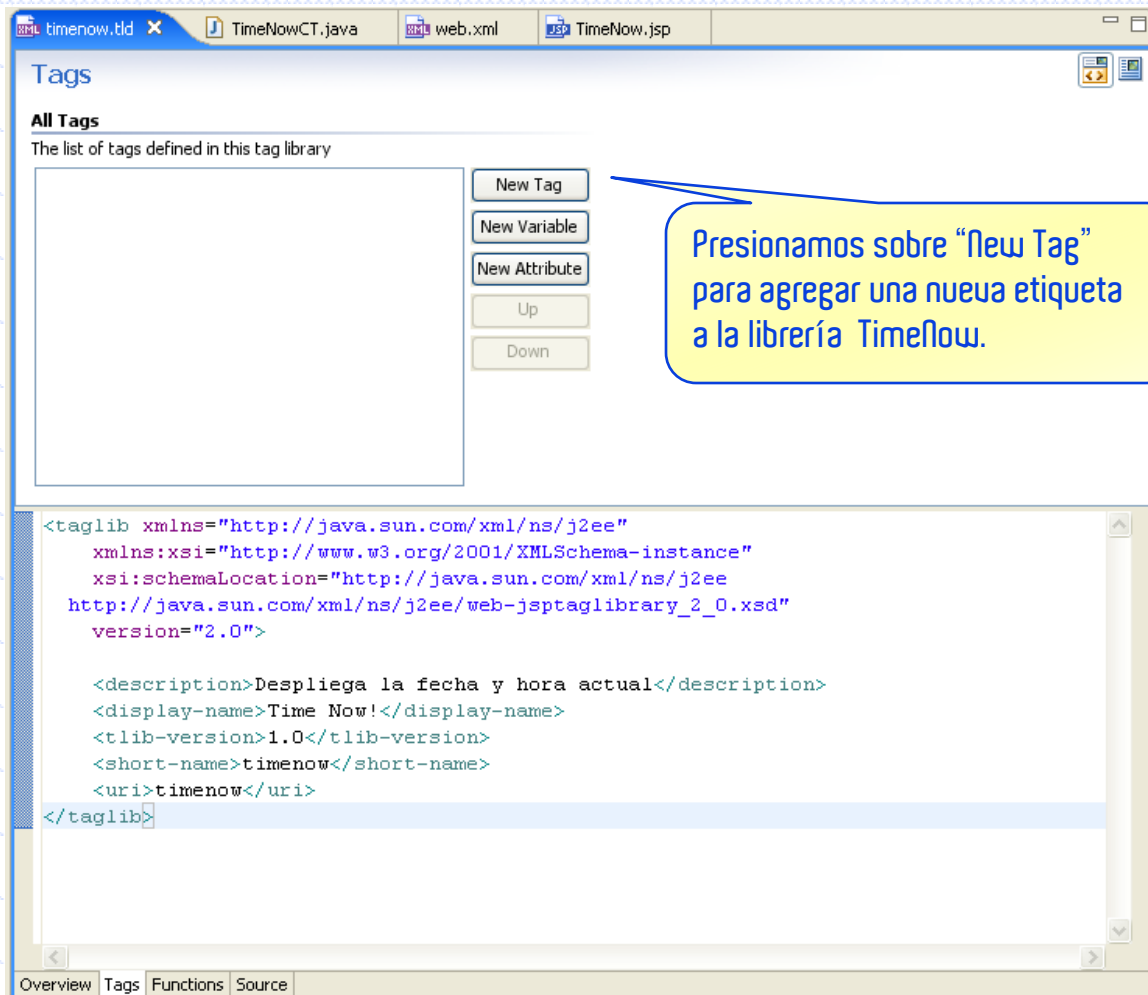 timenow.tld
TimeNowCT.java
web.xml
TimeNow.jsp
Tags
All Tags
The list of tags defined in this tag library
New Tag
New Variable
New Attribute
Up
Down
Presionamos sobre “New Tag”
para agregar una nueva etiqueta
a la librería TimeNow.
<taglib xmlns="http://java.sun.com/xml/ns/j2ee"
xmlns:xsi="http://www.w3.org/2001/XMLSchema-instance"
xsi:schemaLocation="http://java.sun.com/xml/ns/j2ee
http://java.sun.com/xml/ns/j2ee/web-jsptaglibrary_2_0.xsd"
version="2.0">
<description>Despliega la fecha y hora actual</description>
<display-name>Time Now!</display-name>
<tlib-version>1.0</tlib-version>
<short-name>timenow</short-name>
<uri>timenow</uri>
</taglib>
Overview Tags Functions Source